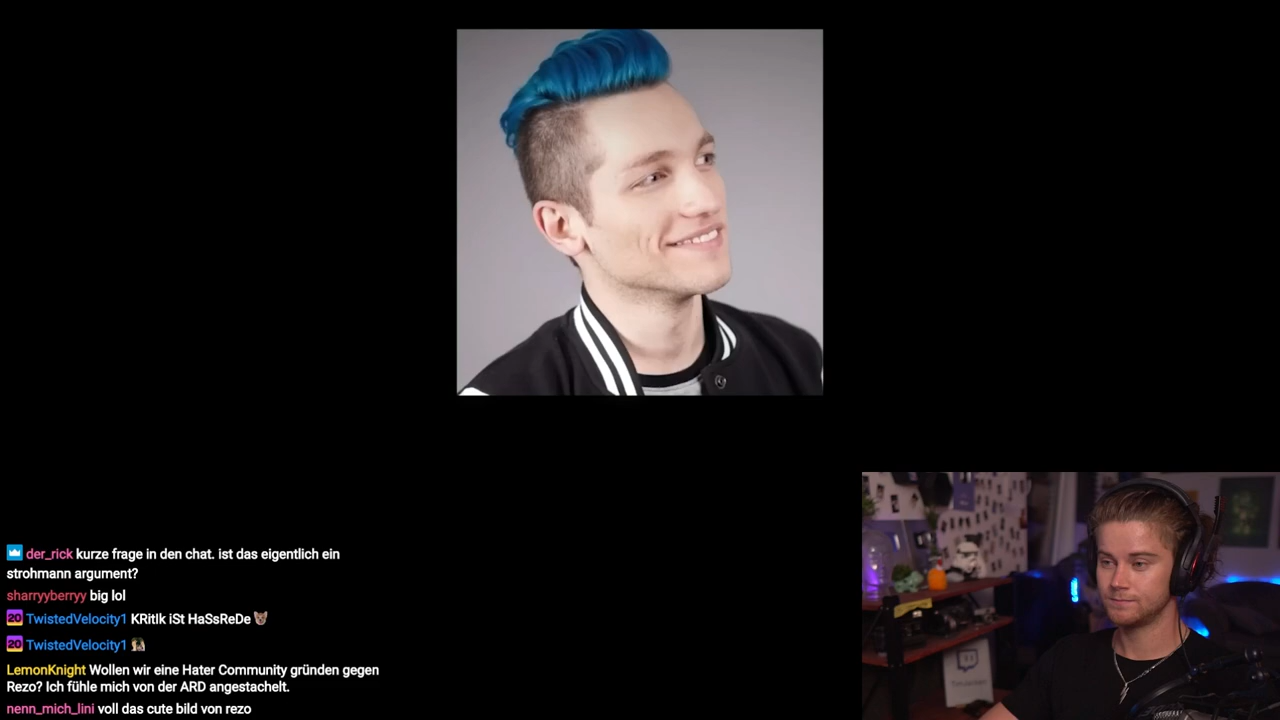 der_rick kurze frage in den chat. ist das eigentlich ein
strohmann argument?
sharryyberryy big lol
20 TwistedVelocity1 KRitIk iSt HaSsReDe
20 TwistedVelocity1
LemonKnight Wollen wir eine Hater Community gründen gegen
Rezo? Ich fühle mich von der ARD angestachelt.
nenn_mich_lini voll das cute bild von rezo